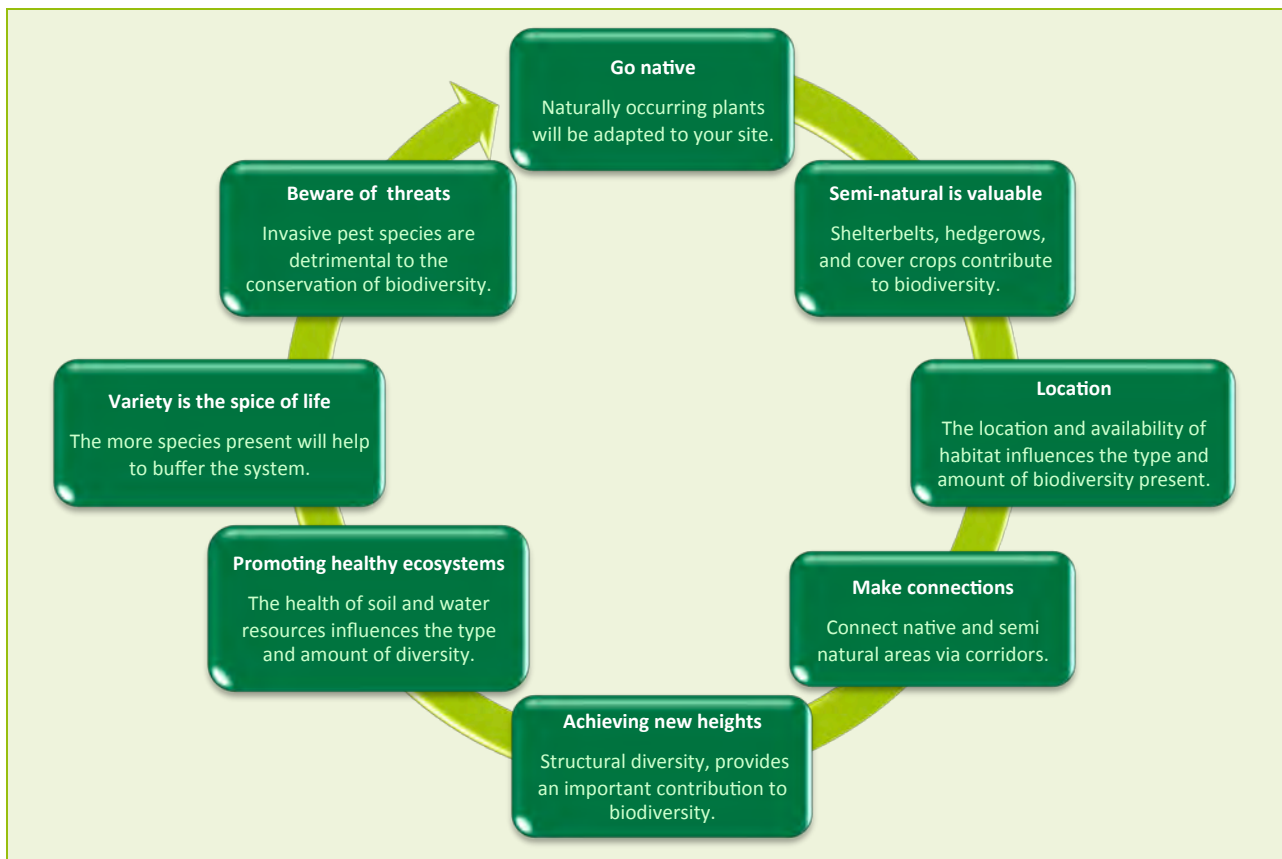 Go native
Naturally occurring plants
will be adapted to your site.
Semi-natural is valuable
Shelterbelts, hedgerows,
and cover crops contribute
to biodiversity.
Location
The location and availability of
habitat influences the type and
amount of biodiversity present.
Make connections
Connect native and semi
natural areas via corridors.
Achieving new heights
Structural diversity, provides
an important contribution to
biodiversity.
Promoting healthy ecosystems
The health of soil and water
resources influences the type
and amount of diversity.
Variety is the spice of life
The more species present will help
to buffer the system.
Beware of threats
Invasive pest species are
detrimental to the
conservation of biodiversity.